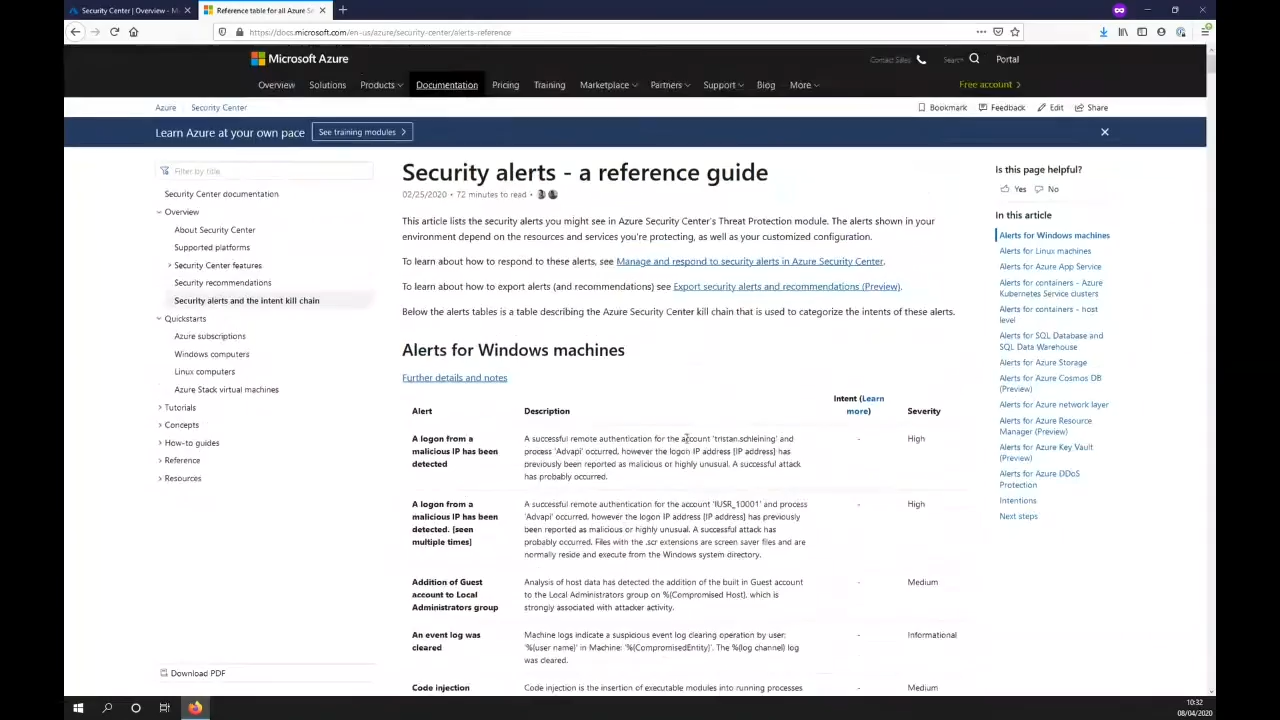 Security Center | Overview - M
Reference table for all Azure Se
https://docs.microsoft.com/en-us/azure/security-center/alerts-reference
Microsoft Azure
Contact Sales
Search
Portal
Overview
Solutions
Products
Documentation
Pricing
Training
Marketplace
Partners
Support
Blog
More
Free account >
Azure
Security Center
Bookmark
Feedback
Edit
Share
Learn Azure at your own pace
See training modules >
Filter by title
Security Center documentation
Overview
About Security Center
Supported platforms
Security Center features
Security recommendations
Security alerts and the intent kill chain
Quickstarts
Azure subscriptions
Windows computers
Linux computers
Azure Stack virtual machines
Tutorials
Concepts
How-to guides
Reference
Resources
Download PDF
Security alerts - a reference guide
02/25/2020 • 72 minutes to read •
This article lists the security alerts you might see in Azure Security Center's Threat Protection module. The alerts shown in your
environment depend on the resources and services you're protecting, as well as your customized configuration.
To learn about how to respond to these alerts, see Manage and respond to security alerts in Azure Security Center.
To learn about how to export alerts (and recommendations) see Export security alerts and recommendations (Preview).
Below the alerts tables is a table describing the Azure Security Center kill chain that is used to categorize the intents of these alerts.
Alerts for Windows machines
Further details and notes
Alert
Description
Intent (Learn
more)
Severity
A logon from a
malicious IP has been
detected
A successful remote authentication for the account 'tristan.schleining' and
process 'Advapi' occurred, however the logon IP address [IP address] has
previously been reported as malicious or highly unusual. A successful attack
has probably occurred.
-
High
A logon from a
malicious IP has been
detected. [seen
multiple times]
A successful remote authentication for the account 'IUSR_10001' and process
'Advapi' occurred, however the logon IP address [IP address] has previously
been reported as malicious or highly unusual. A successful attack has
probably occurred. Files with the .scr extensions are screen saver files and are
normally reside and execute from the Windows system directory.
-
High
Addition of Guest
account to Local
Administrators group
Analysis of host data has detected the addition of the built in Guest account
to the Local Administrators group on %{Compromised Host}, which is
strongly associated with attacker activity.
-
Medium
An event log was
cleared
Machine logs indicate a suspicious event log clearing operation by user:
'%{user name}' in Machine: '%{CompromisedEntity}'. The %{log channel} log
was cleared.
-
Informational
Code injection
Code injection is the insertion of executable modules into running processes
-
Medium
Is this page helpful?
Yes
No
In this article
Alerts for Windows machines
Alerts for Linux machines
Alerts for Azure App Service
Alerts for containers - Azure
Kubernetes Service clusters
Alerts for containers - host
level
Alerts for SQL Database and
SQL Data Warehouse
Alerts for Azure Storage
Alerts for Azure Cosmos DB
(Preview)
Alerts for Azure network layer
Alerts for Azure Resource
Manager (Preview)
Alerts for Azure Key Vault
(Preview)
Alerts for Azure DDoS
Protection
Intentions
Next steps
10:32
08/04/2020